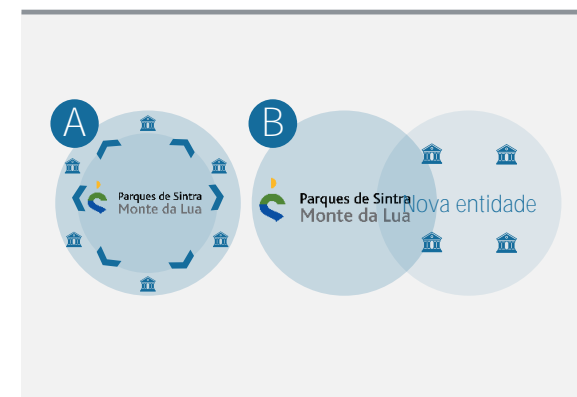 A
Parques de Sintra
Monte da Lua
B
Parques de Sintra
Monte da Lua
Nova entidade